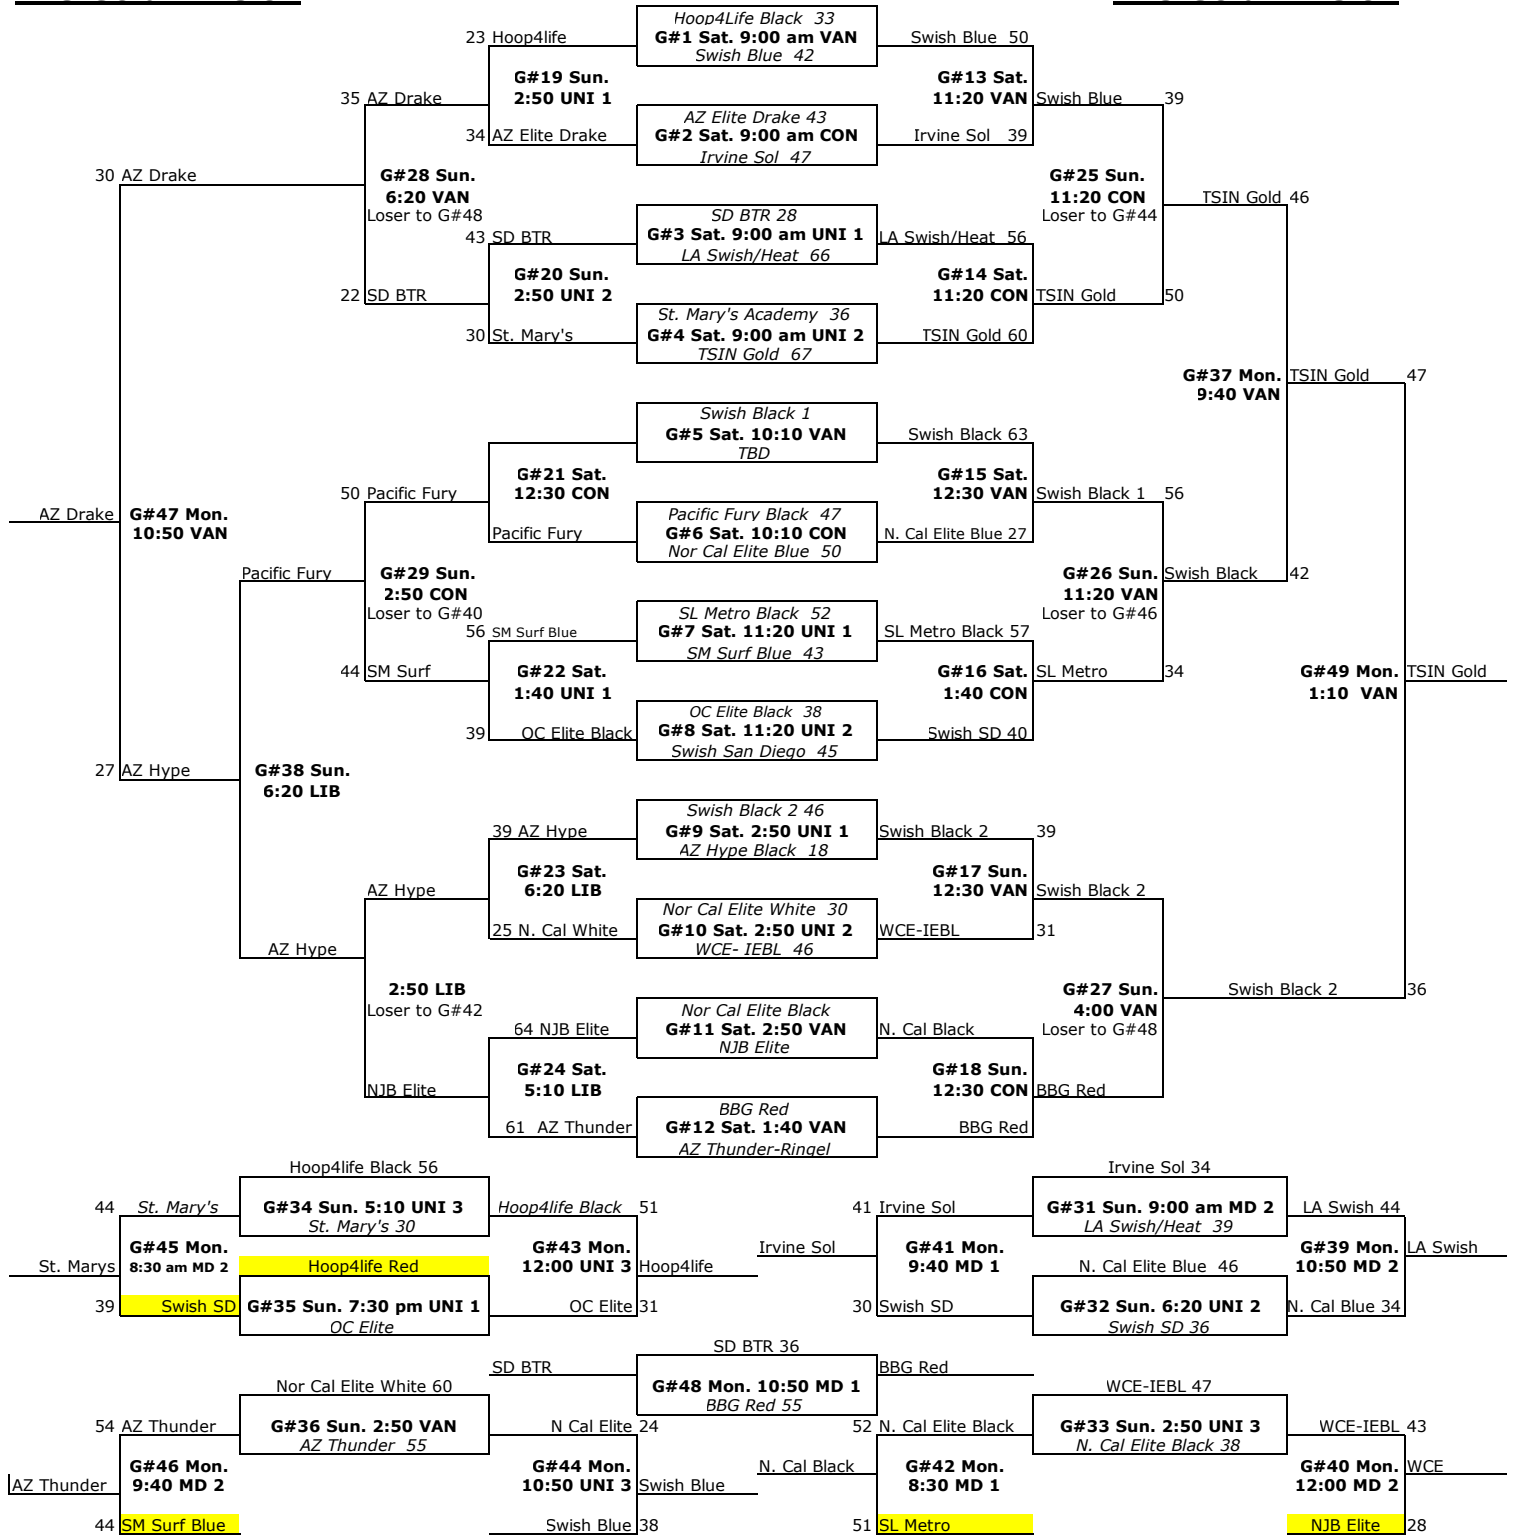 Hoop4Life Black 33
23 Hoop4life
G#1 Sat. 9:00 am VAN
Swish Blue 50
Swish Blue 42
G#19 Sun.
2:50 UNI 1
G#13 Sat.
11:20 VAN
35 AZ Drake
Swish Blue 39
AZ Elite Drake 43
34 AZ Elite Drake
G#2 Sat. 9:00 am CON
Irvine Sol 39
Irvine Sol 47
30 AZ Drake
G#28 Sun.
6:20 VAN
Loser to G#48
G#25 Sun.
11:20 CON
Loser to G#44
TSIN Gold 46
SD BTR 28
43 SD BTR
G#3 Sat. 9:00 am UNI 1
LA Swish/Heat 56
LA Swish/Heat 66
G#20 Sun.
2:50 UNI 2
G#14 Sat.
11:20 CON
22 SD BTR
TSIN Gold 50
St. Mary's Academy 36
30 St. Mary's
G#4 Sat. 9:00 am UNI 2
TSIN Gold 60
TSIN Gold 67
G#37 Mon.
9:40 VAN
TSIN Gold 47
Swish Black 1
G#5 Sat. 10:10 VAN
Swish Black 63
TBD
G#21 Sat.
12:30 CON
G#15 Sat.
12:30 VAN
50 Pacific Fury
Swish Black 1 56
AZ Drake
G#47 Mon.
10:50 VAN
Pacific Fury Black 47
Pacific Fury
G#6 Sat. 10:10 CON
N. Cal Elite Blue 27
Nor Cal Elite Blue 50
Pacific Fury
G#29 Sun.
2:50 CON
Loser to G#40
G#26 Sun.
11:20 VAN
Loser to G#46
Swish Black 42
SL Metro Black 52
56 SM Surf Blue
G#7 Sat. 11:20 UNI 1
SL Metro Black 57
SM Surf Blue 43
G#22 Sat.
1:40 UNI 1
G#16 Sat.
1:40 CON
44 SM Surf
SL Metro 34
G#49 Mon.
1:10 VAN
TSIN Gold
OC Elite Black 38
39 OC Elite Black
G#8 Sat. 11:20 UNI 2
Swish SD 40
Swish San Diego 45
27 AZ Hype
G#38 Sun.
6:20 LIB
Swish Black 2 46
39 AZ Hype
G#9 Sat. 2:50 UNI 1
Swish Black 2 39
AZ Hype Black 18
G#23 Sat.
6:20 LIB
G#17 Sun.
12:30 VAN
AZ Hype
Swish Black 2
Nor Cal Elite White 30
25 N. Cal White
G#10 Sat. 2:50 UNI 2
WCE-IEBL 31
WCE- IEBL 46
AZ Hype
2:50 LIB
Loser to G#42
G#27 Sun.
4:00 VAN
Loser to G#48
Swish Black 2 36
Nor Cal Elite Black
64 NJB Elite
G#11 Sat. 2:50 VAN
N. Cal Black
NJB Elite
G#24 Sat.
5:10 LIB
G#18 Sun.
12:30 CON
NJB Elite
BBG Red
BBG Red
61 AZ Thunder
G#12 Sat. 1:40 VAN
BBG Red
AZ Thunder-Ringel
Hoop4life Black 56
44 St. Mary's
G#34 Sun. 5:10 UNI 3
Hoop4life Black 51
St. Mary's 30
St. Marys
G#45 Mon.
8:30 am MD 2
Hoop4life Red
G#43 Mon.
12:00 UNI 3
Hoop4life
39 Swish SD
G#35 Sun. 7:30 pm UNI 1
OC Elite 31
OC Elite
Irvine Sol 34
41 Irvine Sol
G#31 Sun. 9:00 am MD 2
LA Swish 44
LA Swish/Heat 39
Irvine Sol
G#41 Mon.
9:40 MD 1
N. Cal Elite Blue 46
G#39 Mon.
10:50 MD 2
LA Swish
30 Swish SD
G#32 Sun. 6:20 UNI 2
N. Cal Blue 34
Swish SD 36
SD BTR 36
SD BTR
G#48 Mon. 10:50 MD 1
BBG Red
BBG Red 55
Nor Cal Elite White 60
54 AZ Thunder
G#36 Sun. 2:50 VAN
N Cal Elite 24
AZ Thunder 55
AZ Thunder
G#46 Mon.
9:40 MD 2
G#44 Mon.
10:50 UNI 3
Swish Blue
44 SM Surf Blue
Swish Blue 38
WCE-IEBL 47
52 N. Cal Elite Black
G#33 Sun. 2:50 UNI 3
WCE-IEBL 43
N. Cal Elite Black 38
N. Cal Black
G#42 Mon.
8:30 MD 1
G#40 Mon.
12:00 MD 2
WCE
51 SL Metro
NJB Elite 28